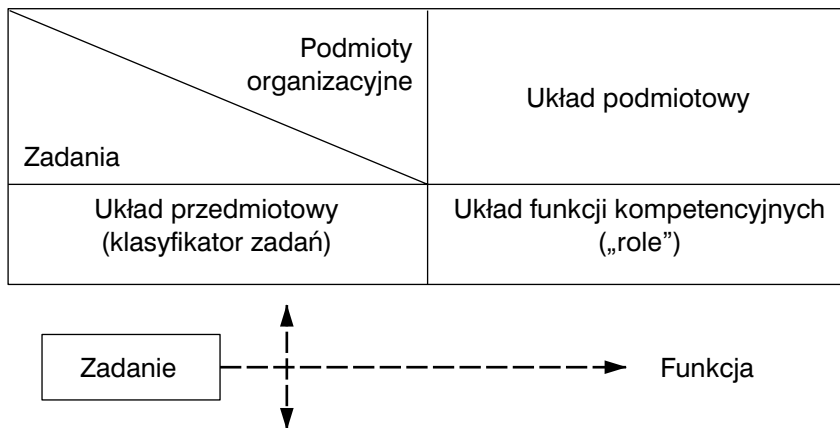 Podmioty
organizacyjne
Zadania
Układ podmiotowy
Układ przedmiotowy
(klasyfikator zadań)
Układ funkcji kompetencyjnych
(„role”)
Zadanie
Funkcja